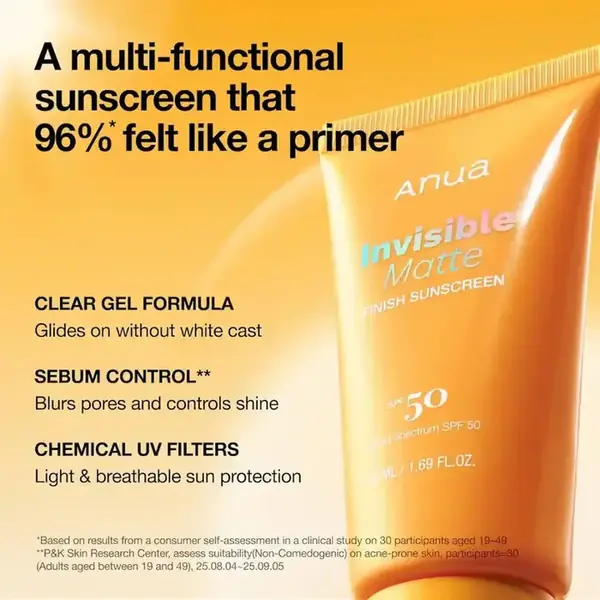 A multi-functional
sunscreen that
96%* felt like a primer
Anua
Invisible
Matte
FINISH SUNSCREEN
CLEAR GEL FORMULA
Glides on without white cast
SEBUM CONTROL**
Blurs pores and controls shine
SPF 50
Spectrum SPF 50
CHEMICAL UV FILTERS
Light & breathable sun protection
ML / 1.69 FL.OZ.
*Based on results from a consumer self-assessment in a clinical study on 30 participants aged 19-49
**P&K Skin Research Center, assess suitability(Non-Comedogenic) on acne-prone skin, participants=30
(Adults aged between 19 and 49), 25.08.04~25.09.05